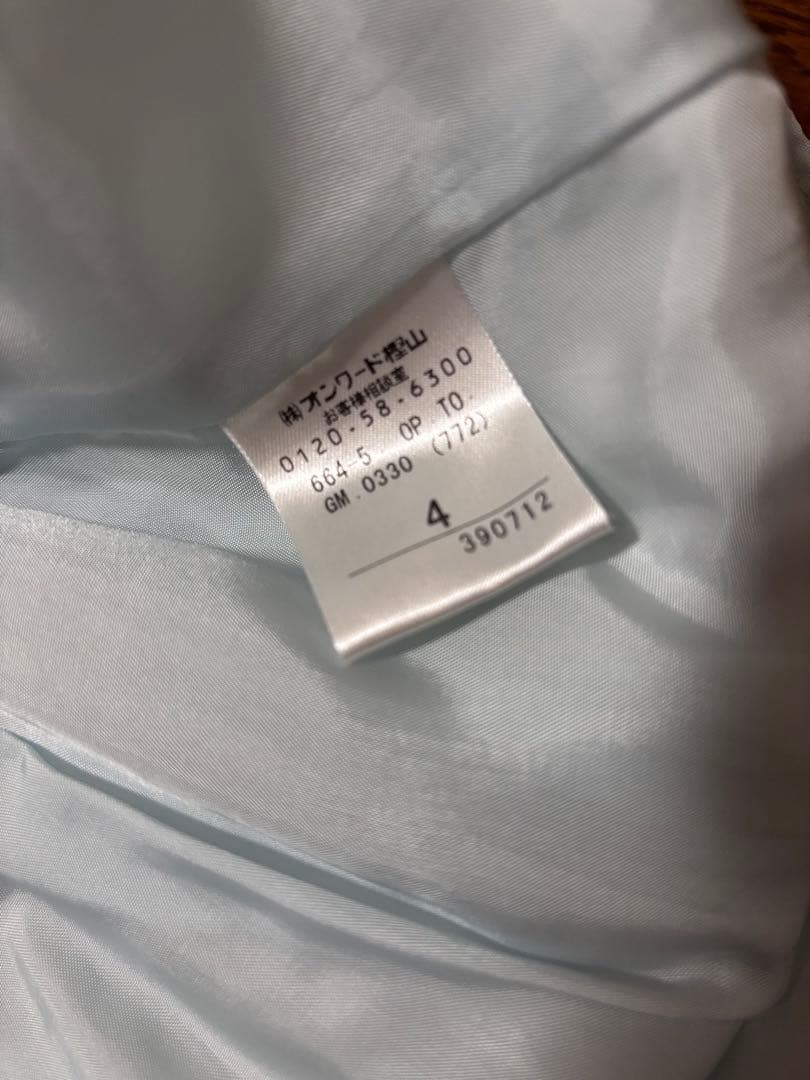 ㈱オンワード樫山
お客様相談室
0120-58-6300
664-5 OP TO.
GM.0330 (772)
4
390712